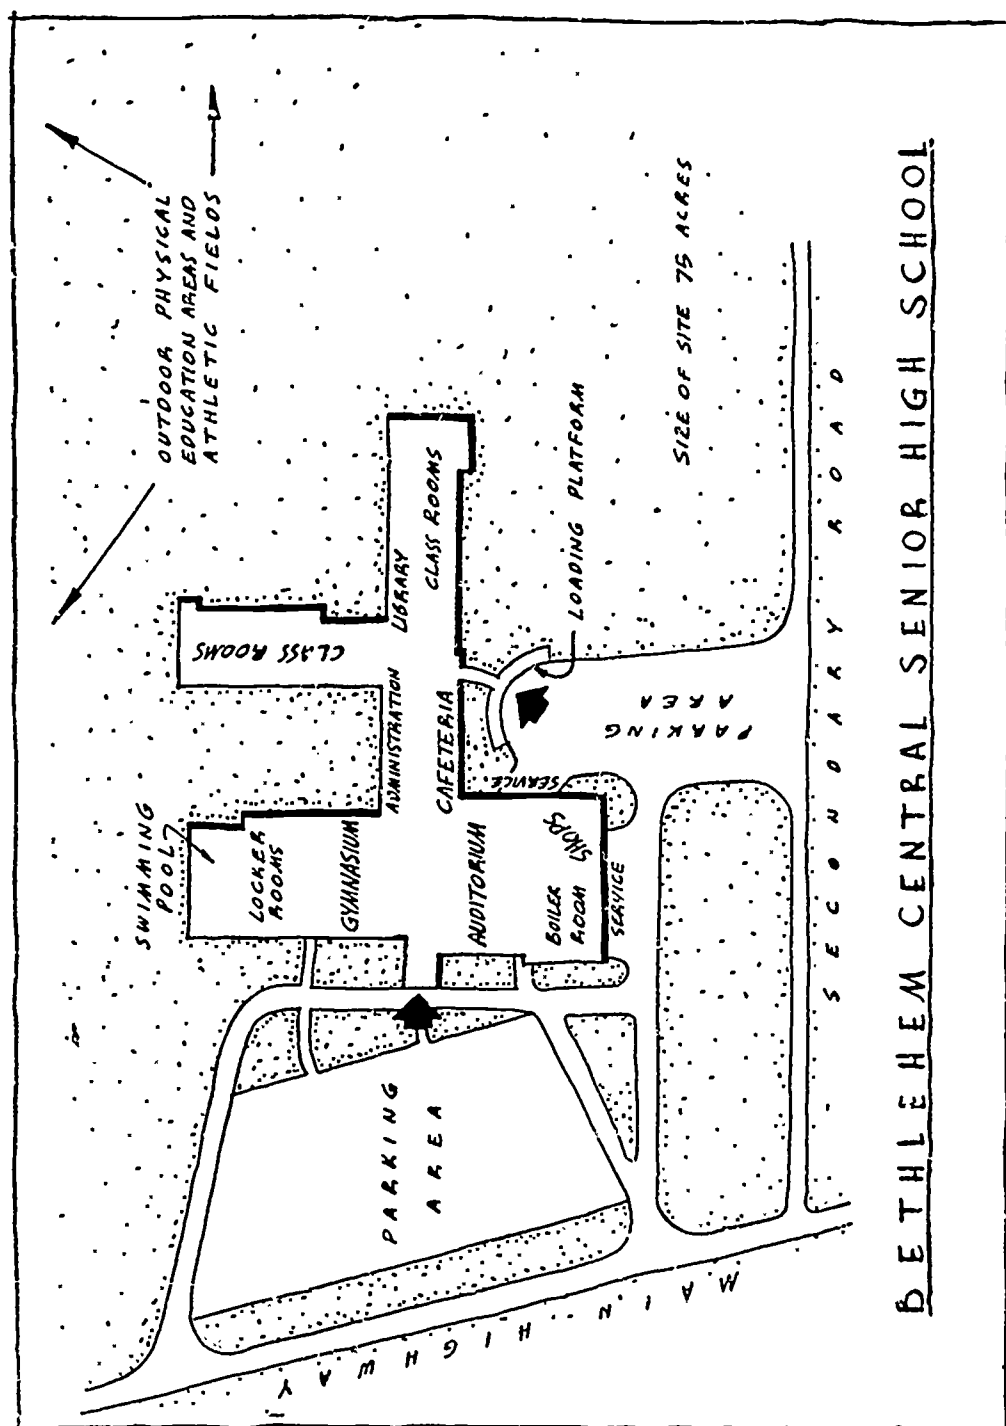 OUTDOOR PHYSICAL
EDUCATION AREAS AND
ATHLETIC FIELDS
SWIMMING
POOL
LOCKER
ROOMS
GYMNASIUM
CLASS ROOMS
ADMINISTRATION
LIBRARY
CAFETERIA
CLASS ROOMS
AUDITORIUM
BOILER
ROOM
SHOPS
SERVICE
SERVICE
LOADING PLATFORM
PARKING
AREA
PARKING
AREA
SIZE OF SITE 75 ACRES
MAIN HIGHWAY
SECONDARY ROAD
BETHLEHEM CENTRAL SENIOR HIGH SCHOOL